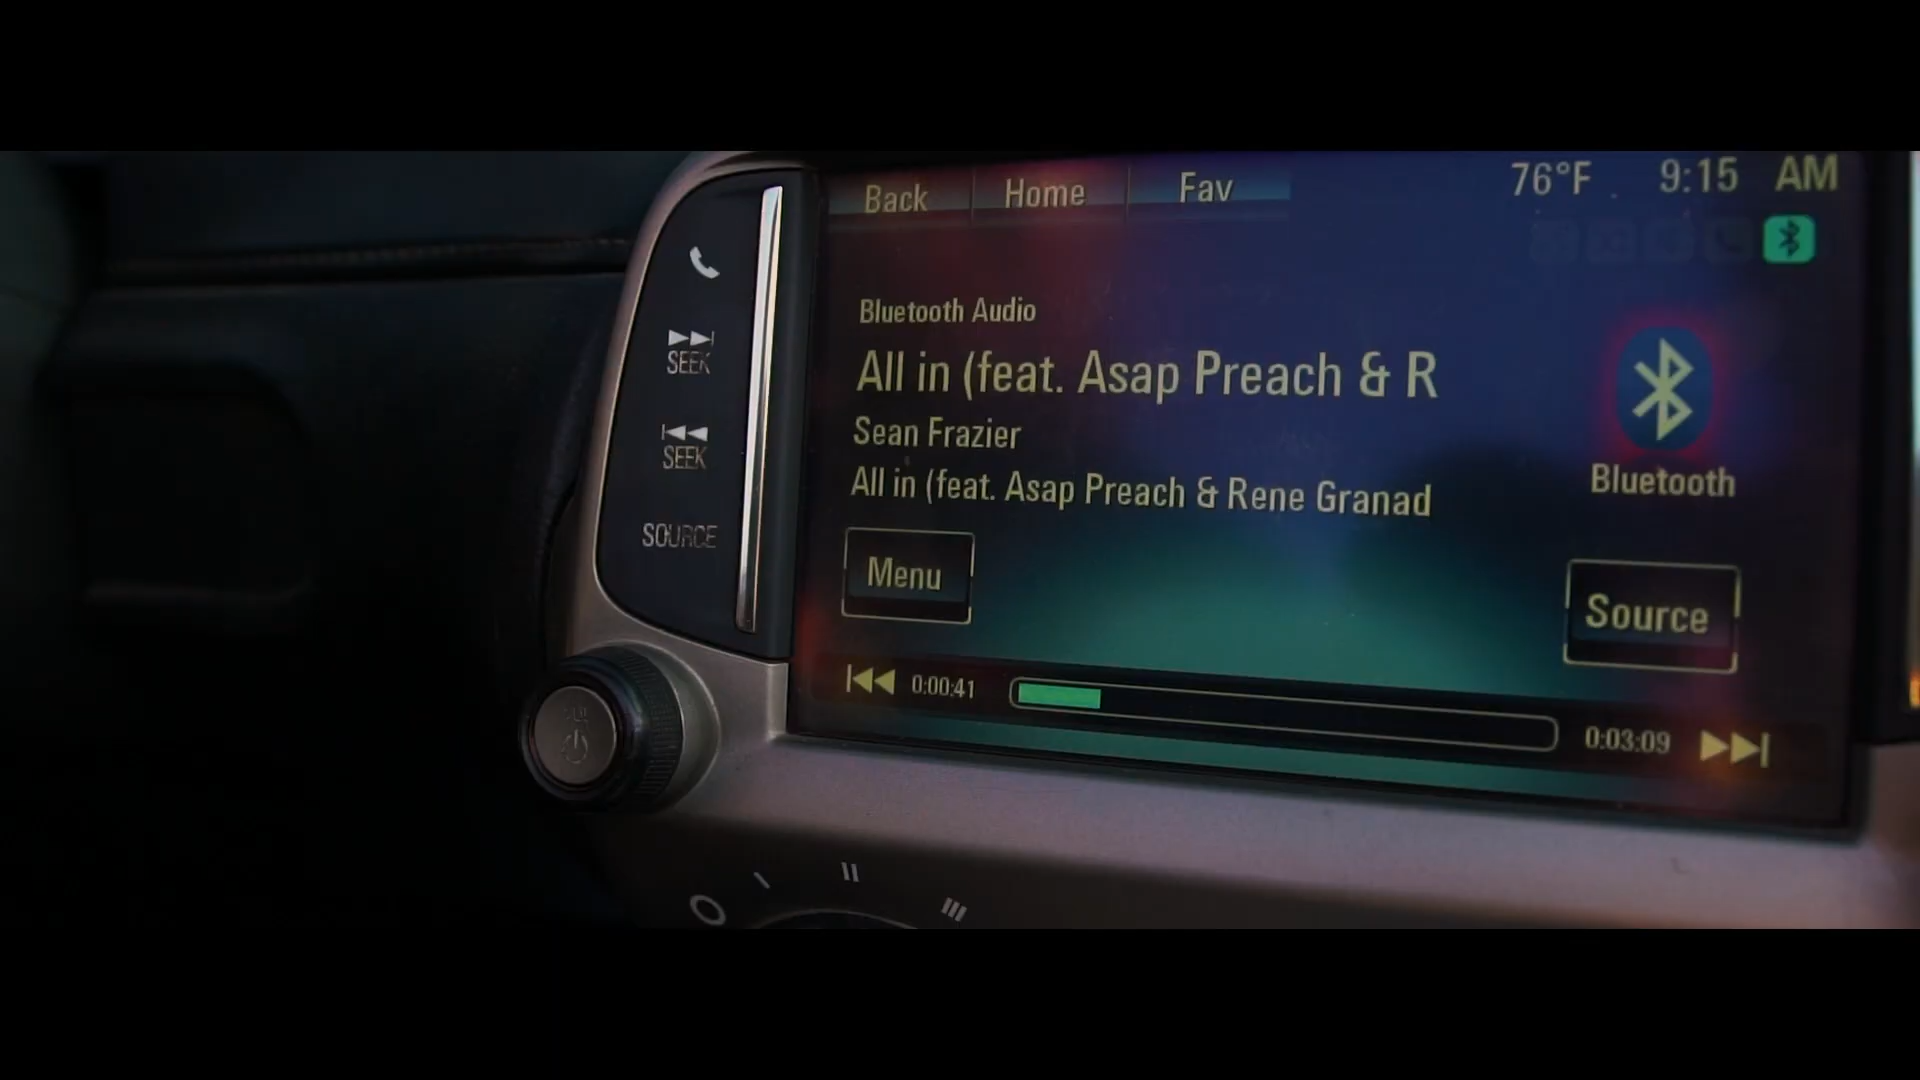 Back Home Fav 76°F 9:15 AM
Bluetooth Audio
All in (feat. Asap Preach & R
Sean Frazier
All in (feat. Asap Preach & Rene Granad
Bluetooth
Menu
Source
0:00:41
0:03:09
SEEK
SEEK
SOURCE